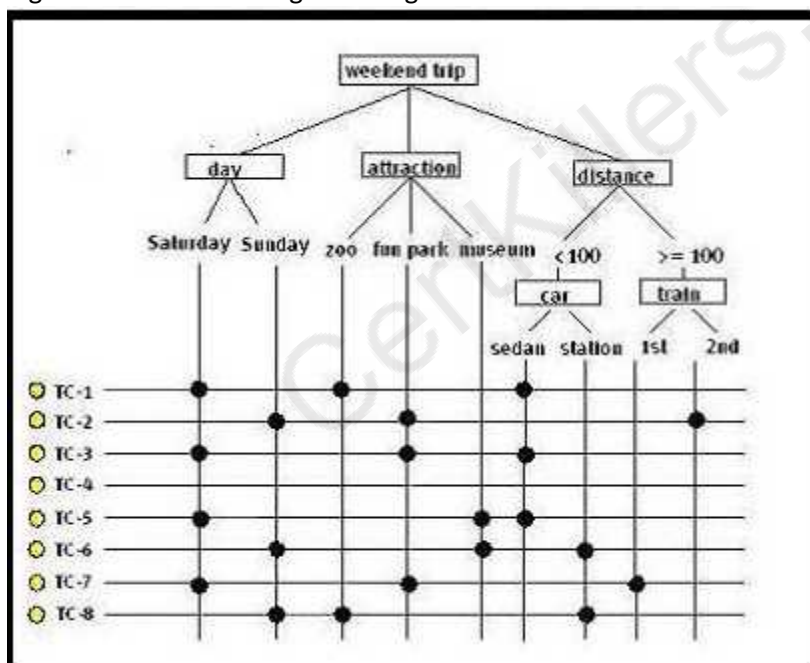 weekend trip
day
attraction
distance
Saturday Sunday zoo fun park museum <100 >= 100
car train
sedan station 1st 2nd
TC-1
TC-2
TC-3
TC-4
TC-5
TC-6
TC-7
TC-8
CertKillers.